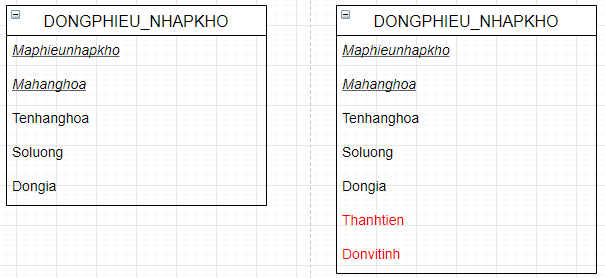 DONGPHIEU_NHAPKHO
Maphieunhapkho
Mahanghoa
Tenhanghoa
Soluong
Dongia
DONGPHIEU_NHAPKHO
Maphieunhapkho
Mahanghoa
Tenhanghoa
Soluong
Dongia
Thanhtien
Donvitinh